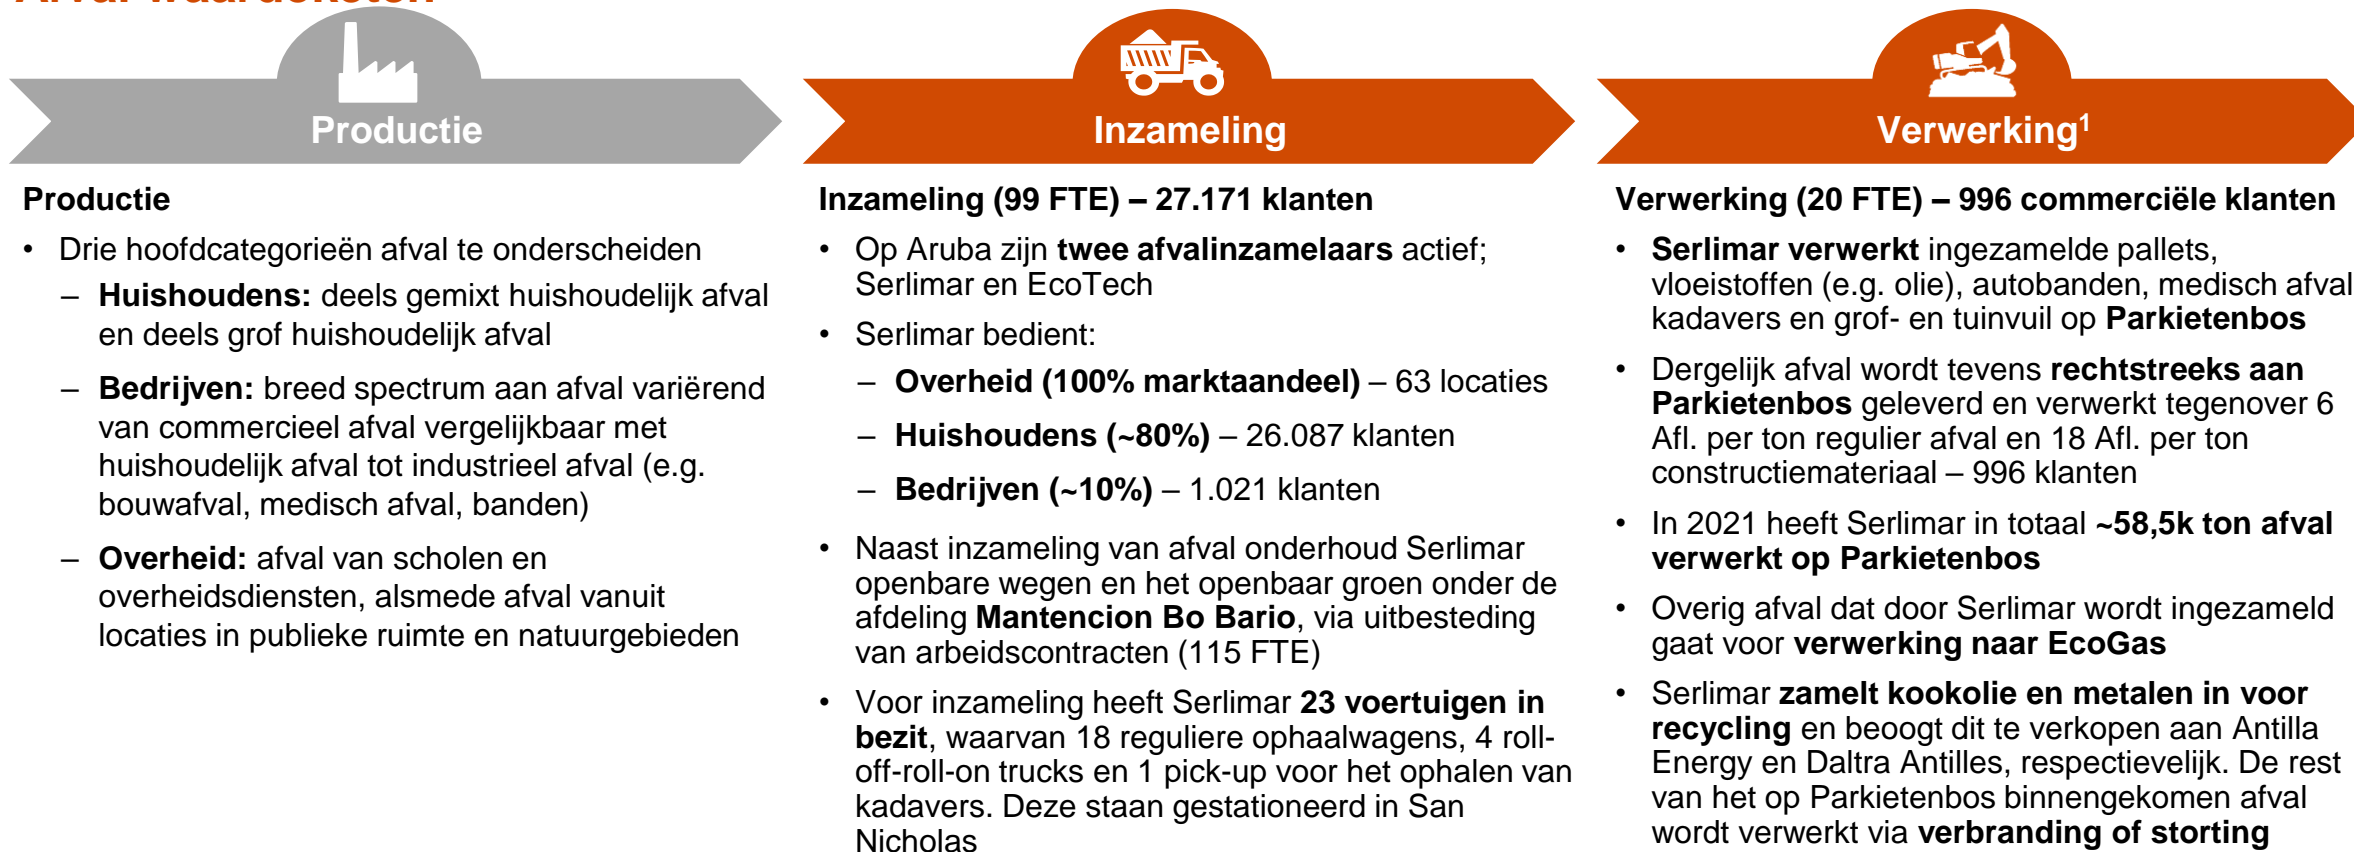 Afval waardeketen
Productie
Inzameling
Verwerking¹
Productie
• Drie hoofdcategorieën afval te onderscheiden
– Huishoudens: deels gemixt huishoudelijk afval
en deels grof huishoudelijk afval
– Bedrijven: breed spectrum aan afval variërend
van commercieel afval vergelijkbaar met
huishoudelijk afval tot industrieel afval (e.g.
bouwafval, medisch afval, banden)
– Overheid: afval van scholen en
overheidsdiensten, alsmede afval vanuit
locaties in publieke ruimte en natuurgebieden
Inzameling (99 FTE) – 27.171 klanten
• Op Aruba zijn twee afvalinzamelaars actief;
Serlimar en EcoTech
• Serlimar bedient:
– Overheid (100% marktaandeel) – 63 locaties
– Huishoudens (~80%) – 26.087 klanten
– Bedrijven (~10%) – 1.021 klanten
• Naast inzameling van afval onderhoud Serlimar
openbare wegen en het openbaar groen onder de
afdeling Mantencion Bo Bario, via uitbesteding
van arbeidscontracten (115 FTE)
• Voor inzameling heeft Serlimar 23 voertuigen in
bezit, waarvan 18 reguliere ophaalwagens, 4 roll-
off-roll-on trucks en 1 pick-up voor het ophalen van
kadavers. Deze staan gestationeerd in San
Nicholas
Verwerking (20 FTE) – 996 commerciële klanten
• Serlimar verwerkt ingezamelde pallets,
vloeistoffen (e.g. olie), autobanden, medisch afval
kadavers en grof- en tuinvuil op Parkietenbos
• Dergelijk afval wordt tevens rechtstreeks aan
Parkietenbos geleverd en verwerkt tegenover 6
Afl. per ton regulier afval en 18 Afl. per ton
constructiemateriaal – 996 klanten
• In 2021 heeft Serlimar in totaal ~58,5k ton afval
verwerkt op Parkietenbos
• Overig afval dat door Serlimar wordt ingezameld
gaat voor verwerking naar EcoGas
• Serlimar zamelt kookolie en metalen in voor
recycling en beoogt dit te verkopen aan Antilla
Energy en Daltra Antilles, respectievelijk. De rest
van het op Parkietenbos binnengekomen afval
wordt verwerkt via verbranding of storting